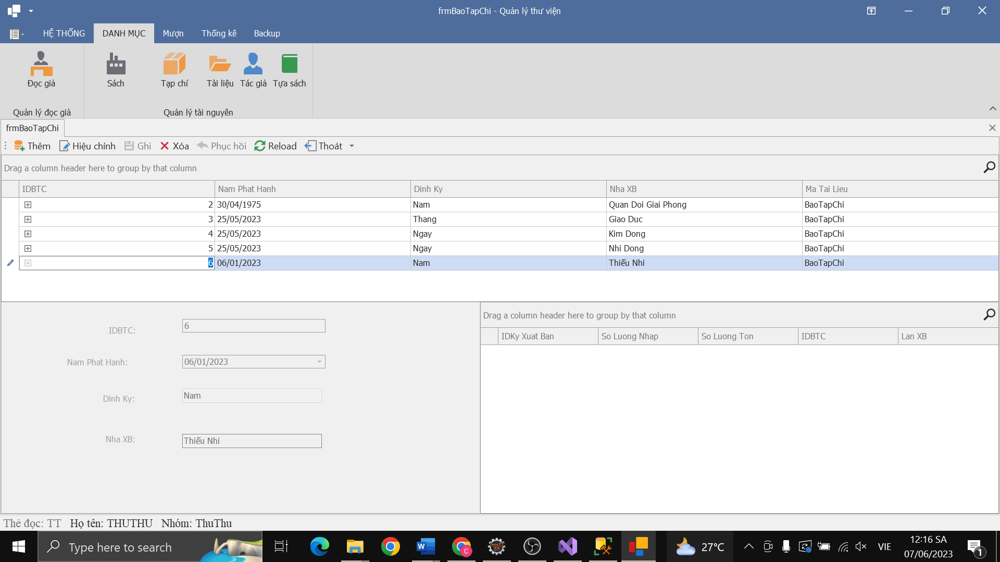 frmBaoTapChi - Quản lý thư viện
HỆ THỐNG DANH MỤC Mượn Thống kê Backup
Đọc giả Sách Tạp chí Tài liệu Tác giả Tựa sách
Quản lý đọc giả Quản lý tài nguyên
frmBaoTapChi
Thêm Hiệu chỉnh Ghi Xóa Phục hồi Reload Thoát
Drag a column header here to group by that column
IDBTC Nam Phat Hanh Dinh Ky Nha XB Ma Tai Lieu
2 30/04/1975 Nam Quan Doi Giai Phong BaoTapChi
3 25/05/2023 Thang Giao Duc BaoTapChi
4 25/05/2023 Ngay Kim Dong BaoTapChi
5 25/05/2023 Ngay Nhi Dong BaoTapChi
6 06/01/2023 Nam Thiếu Nhi BaoTapChi
IDBTC: 6
Nam Phat Hanh: 06/01/2023
Dinh Ky: Nam
Nha XB: Thiếu Nhi
Drag a column header here to group by that column
IDKy Xuat Ban So Luong Nhap So Luong Ton IDBTC Lan XB
Thẻ đọc: TT Họ tên: THUTHU Nhóm: ThuThu
Type here to search
27°C
VIE
12:16 SA
07/06/2023
1